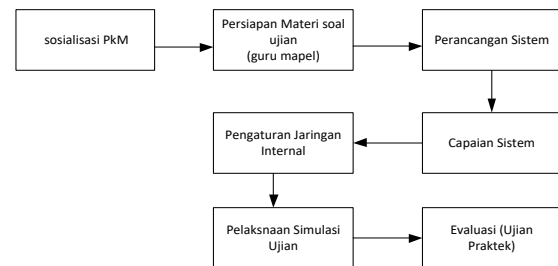 sosialisasi PkM
Persiapan Materi soal
ujian
(guru mapel)
Perancangan Sistem
Capaian Sistem
Pengaturan Jaringan
Internal
Pelaksnaan Simulasi
Ujian
Evaluasi (Ujian
Praktek)